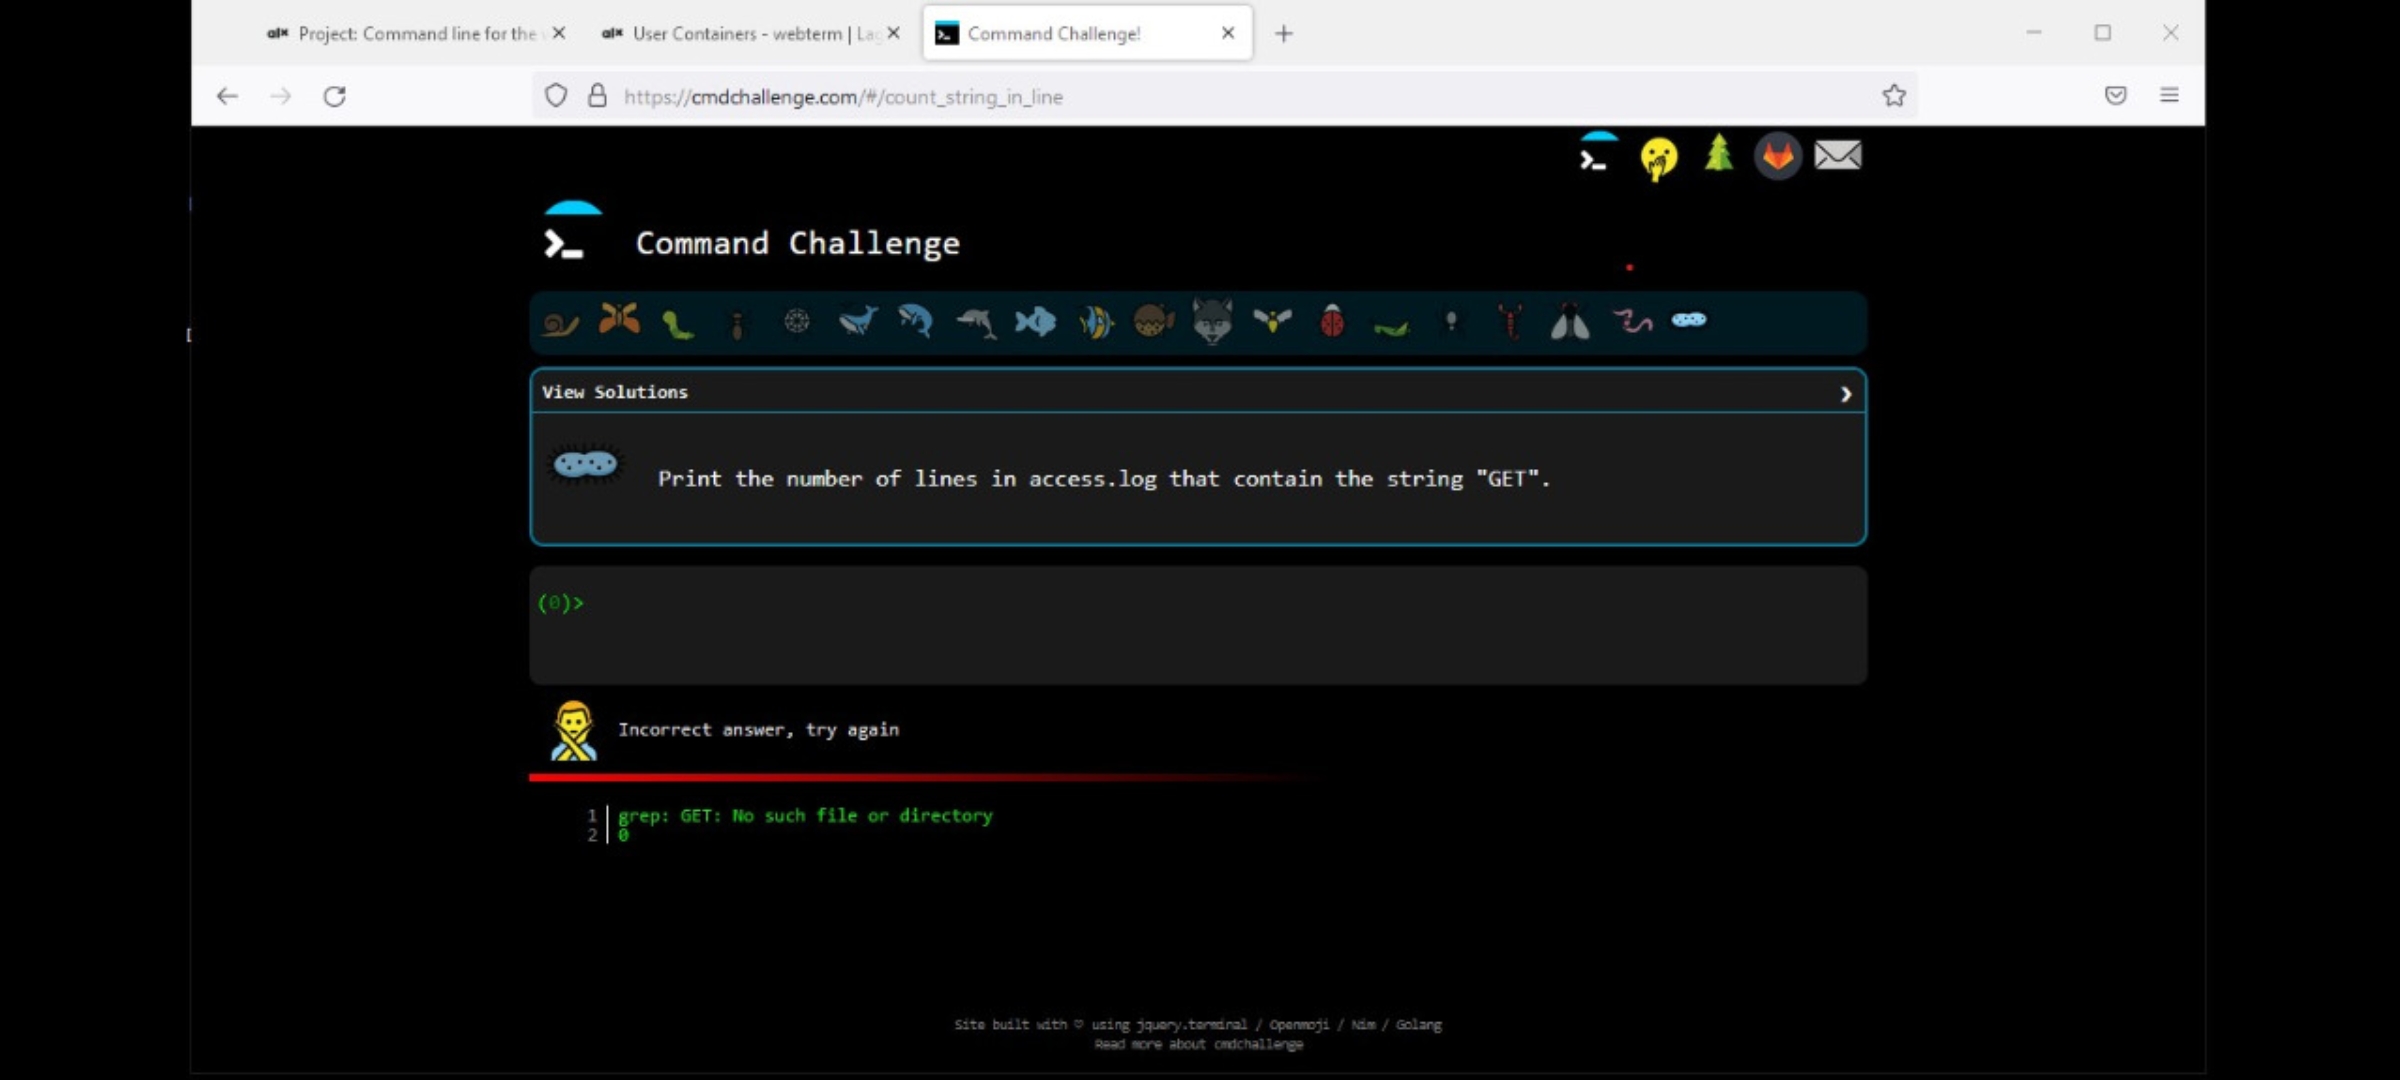 Project: Command line for the
User Containers - webterm | Lag
Command Challenge!
https://cmdchallenge.com/#/count_string_in_line
Command Challenge
View Solutions
Print the number of lines in access.log that contain the string "GET".
(0)>
Incorrect answer, try again
1 grep: GET: No such file or directory
2 0
Site built with ♡ using jquery.terminal / Openmoji / Nim / Golang
Read more about cmdchallenge